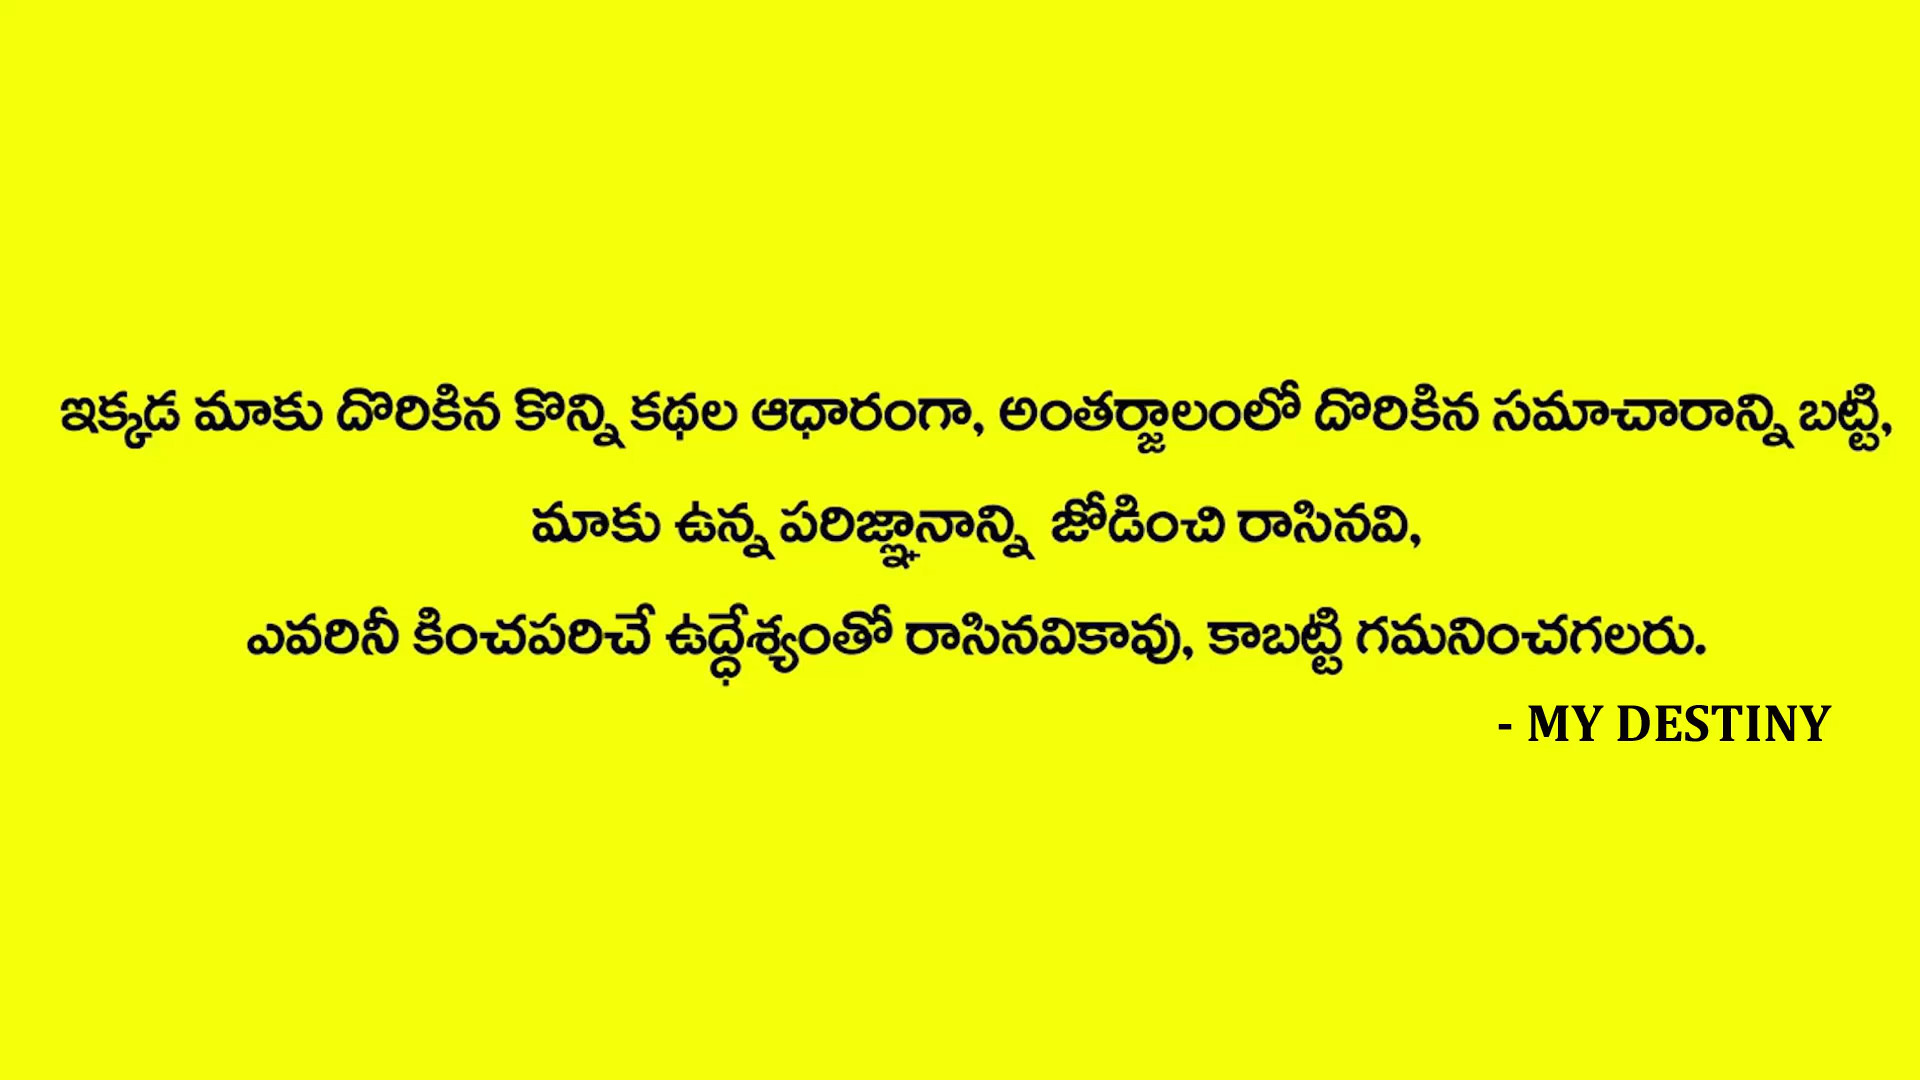 ఇక్కడ మాకు దొరికిన కొన్ని కథల ఆధారంగా, అంతర్జాలంలో దొరికిన సమాచారాన్ని బట్టి,
మాకు ఉన్న పరిజ్ఞానాన్ని జోడించి రాసినవి,
ఎవరినీ కించపరిచే ఉద్ధేశ్యంతో రాసినవికావు, కాబట్టి గమనించగలరు.
- MY DESTINY